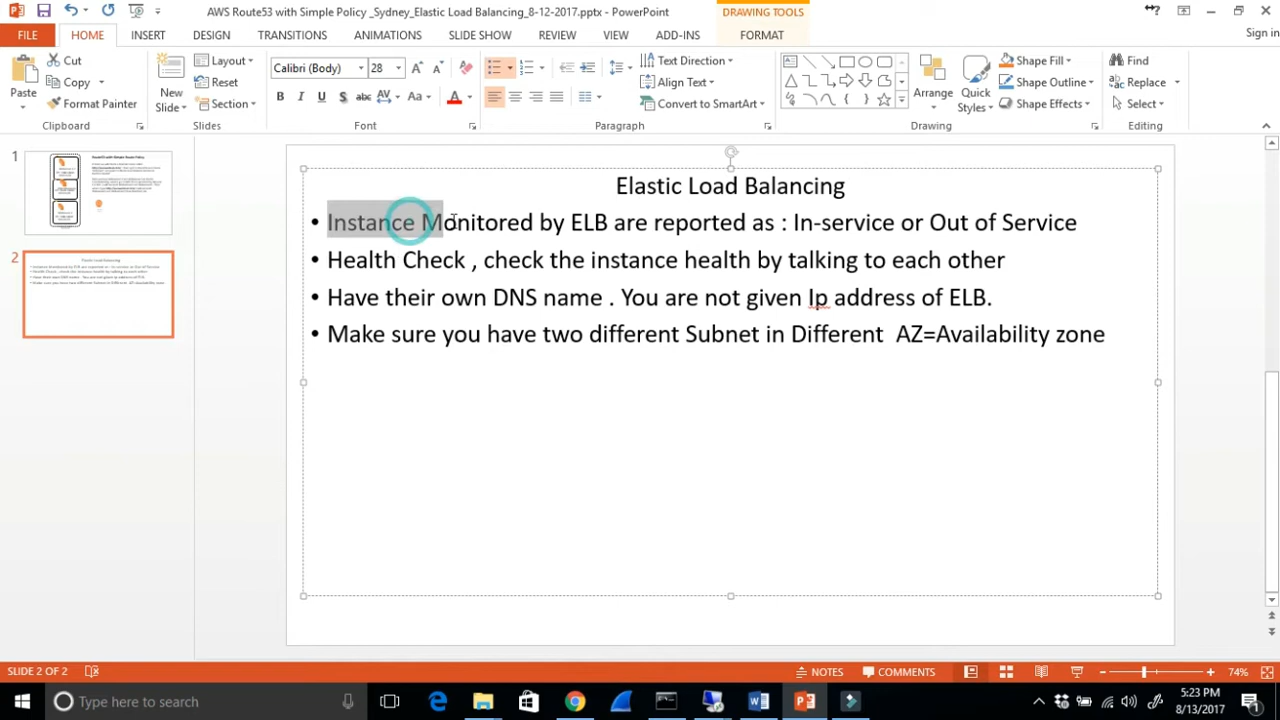 AWS Route53 with Simple Policy _Sydney_Elastic Load Balancing_8-12-2017.pptx - PowerPoint
DRAWING TOOLS
FILE HOME INSERT DESIGN TRANSITIONS ANIMATIONS SLIDE SHOW REVIEW VIEW ADD-INS FORMAT Sign in
Paste Cut Copy Format Painter
Clipboard
New Slide Layout Reset Section
Slides
Calibri (Body) 28
B I U S abc AV Aa A
Font
Text Direction Align Text Convert to SmartArt
Paragraph
Arrange Quick Styles Shape Fill Shape Outline Shape Effects
Drawing
Find Replace Select
Editing
1
2
Elastic Load Balancing
• Instance Monitored by ELB are reported as : In-service or Out of Service
• Health Check , check the instance health by talking to each other
• Have their own DNS name . You are not given Ip address of ELB.
• Make sure you have two different Subnet in Different AZ=Availability zone
SLIDE 2 OF 2 NOTES COMMENTS 74%
Type here to search
5:23 PM
8/13/2017